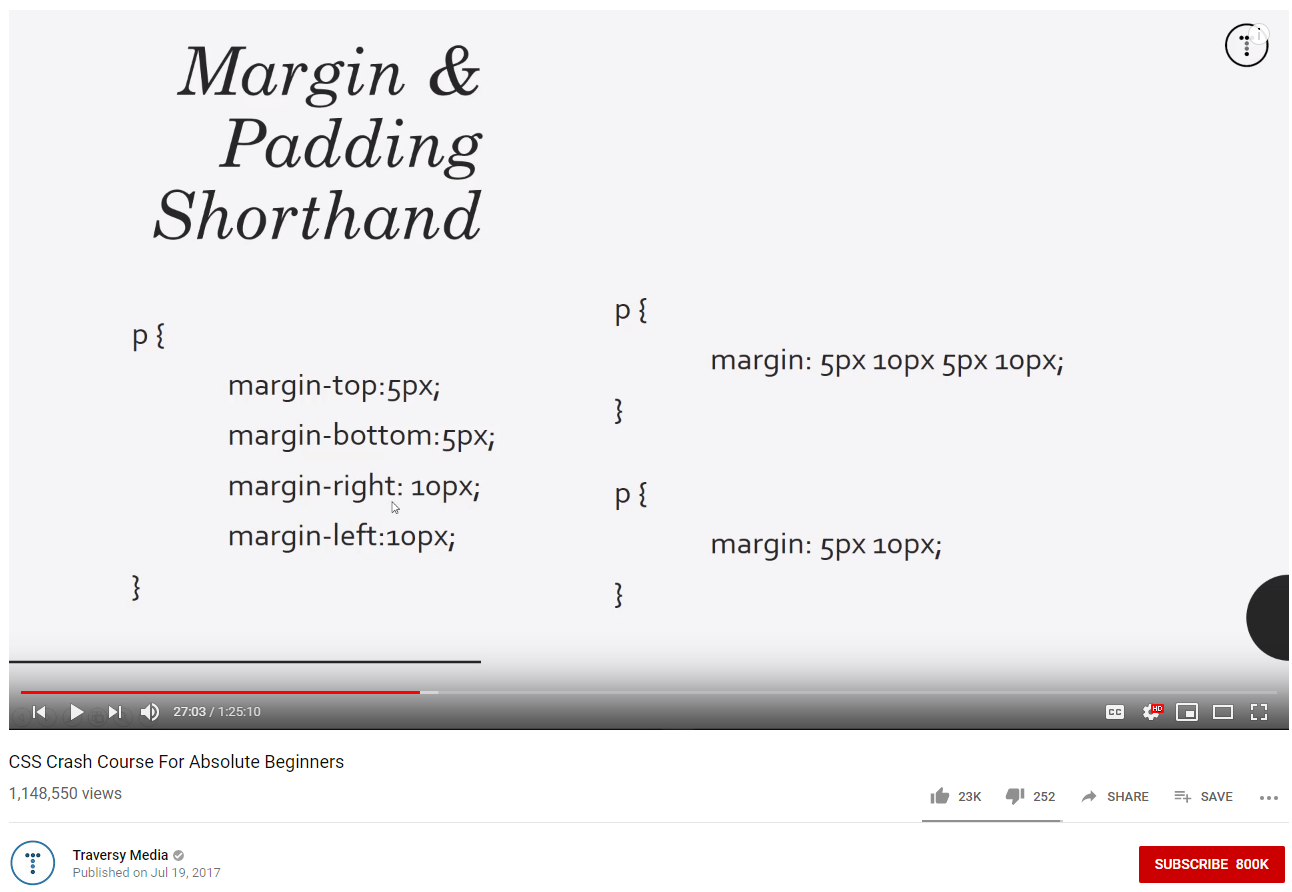 Margin &
Padding
Shorthand
p {
margin-top:5px;
margin-bottom:5px;
margin-right: 10px;
margin-left:10px;
}
p {
margin: 5px 10px 5px 10px;
}
p {
margin: 5px 10px;
}
27:03 / 1:25:10
CC
HD
CSS Crash Course For Absolute Beginners
1,148,550 views
23K 252 SHARE SAVE
Traversy Media
Published on Jul 19, 2017
SUBSCRIBE 800K